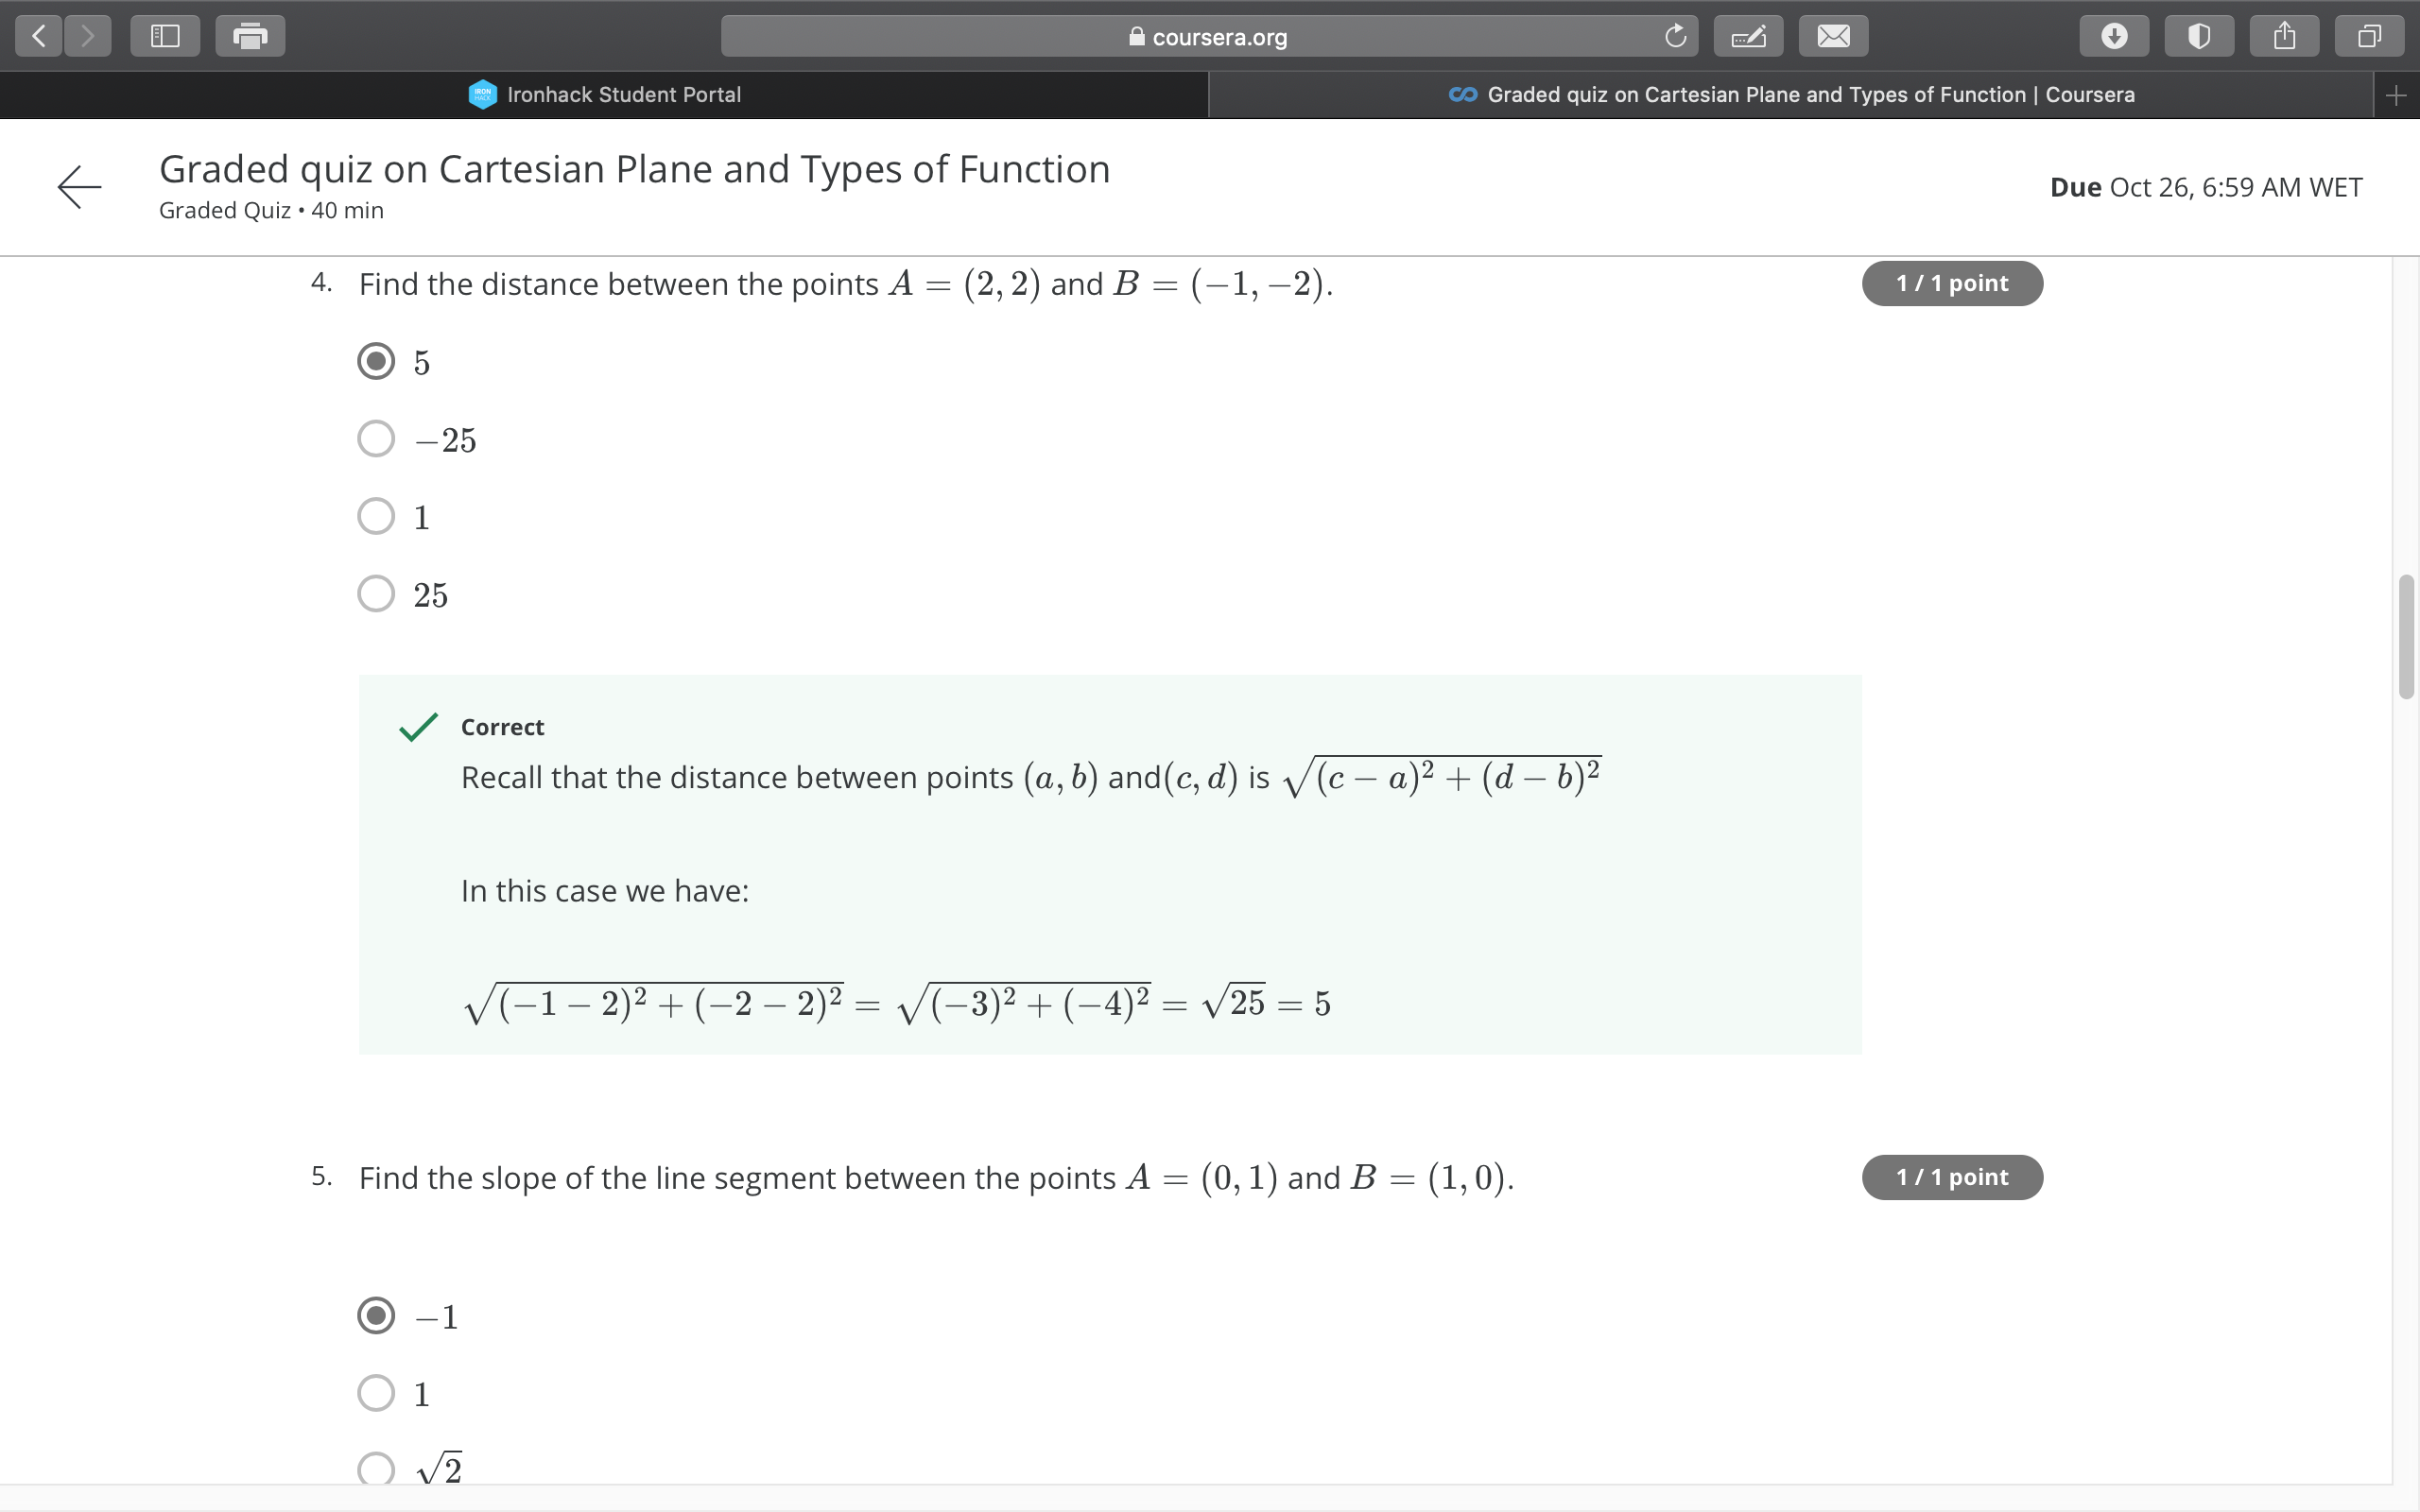 coursera.org
IRON HACK Ironhack Student Portal
Graded quiz on Cartesian Plane and Types of Function | Coursera
Graded quiz on Cartesian Plane and Types of Function
Graded Quiz • 40 min
Due Oct 26, 6:59 AM WET
4. Find the distance between the points A = (2, 2) and B = (−1, −2).
1 / 1 point
5
−25
1
25
Correct
Recall that the distance between points (a, b) and(c, d) is √(c − a)² + (d − b)²
In this case we have:
√(−1 − 2)² + (−2 − 2)² = √(−3)² + (−4)² = √25 = 5
5. Find the slope of the line segment between the points A = (0, 1) and B = (1, 0).
1 / 1 point
−1
1
√2